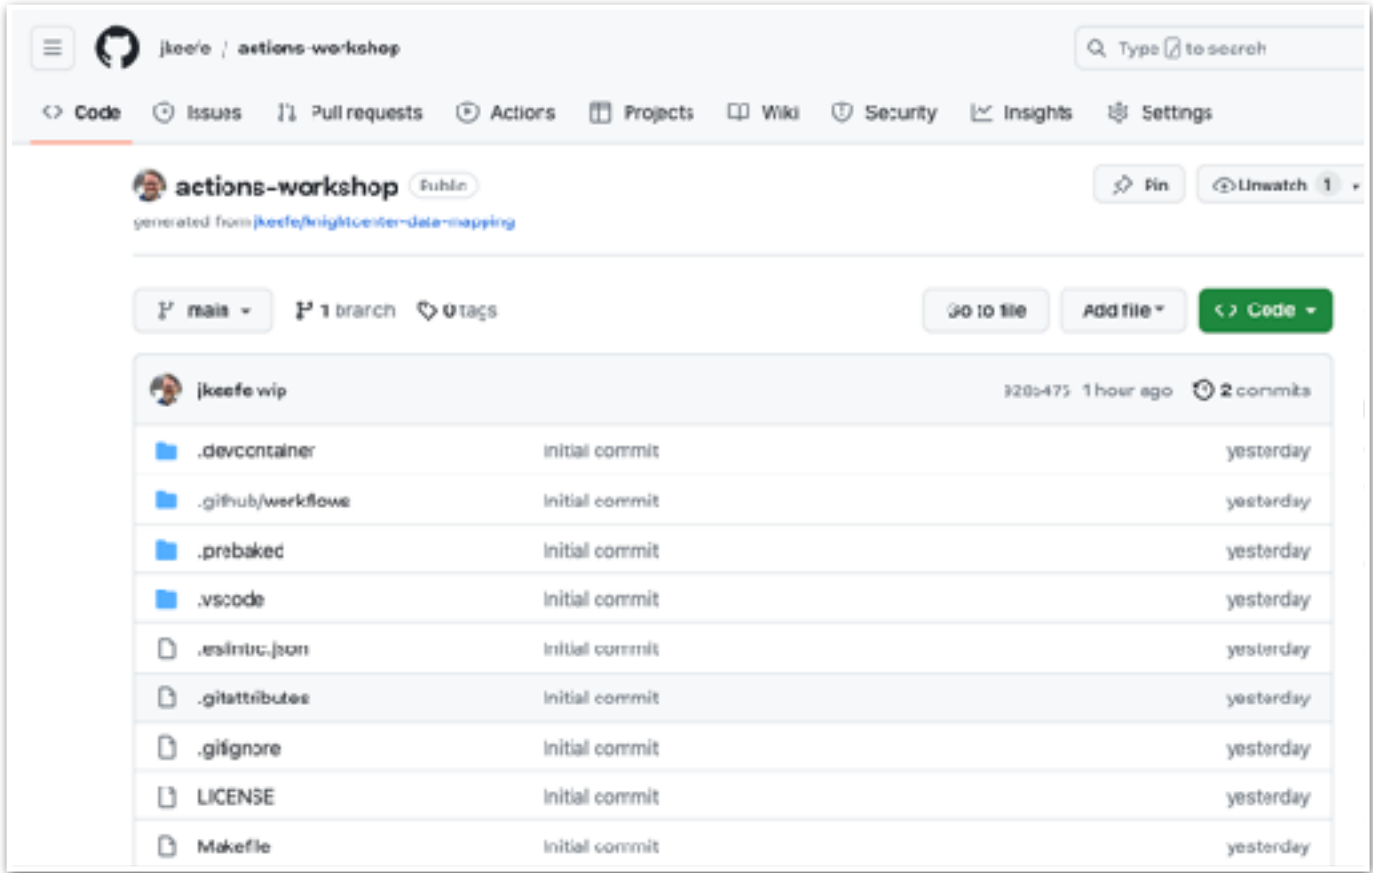 jkeefe / actions-workshop
Type / to search
Code Issues Pull requests Actions Projects Wiki Security Insights Settings
actions-workshop Public
Pin Unwatch 1
generated from jkeefe/knightcenter-data-mapping
main 1 branch 0 tags
Go to file Add file Code
jkeefe wip 1 hour ago 2 commits
.devcontainer Initial commit yesterday
.github/workflows Initial commit yesterday
.prebaked Initial commit yesterday
.vscode Initial commit yesterday
.eslintrc.json Initial commit yesterday
.gitattributes Initial commit yesterday
.gitignore Initial commit yesterday
LICENSE Initial commit yesterday
Makefile Initial commit yesterday